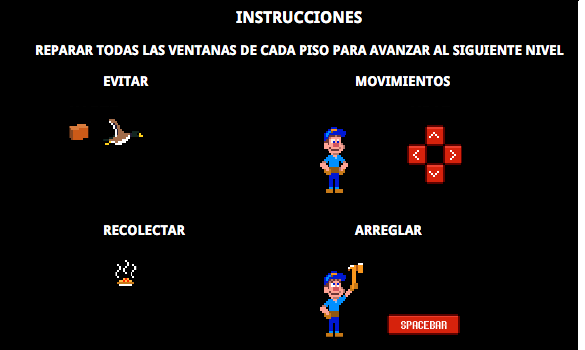 INSTRUCCIONES
REPARAR TODAS LAS VENTANAS DE CADA PISO PARA AVANZAR AL SIGUIENTE NIVEL
EVITAR
MOVIMIENTOS
RECOLECTAR
ARREGLAR
SPACEBAR